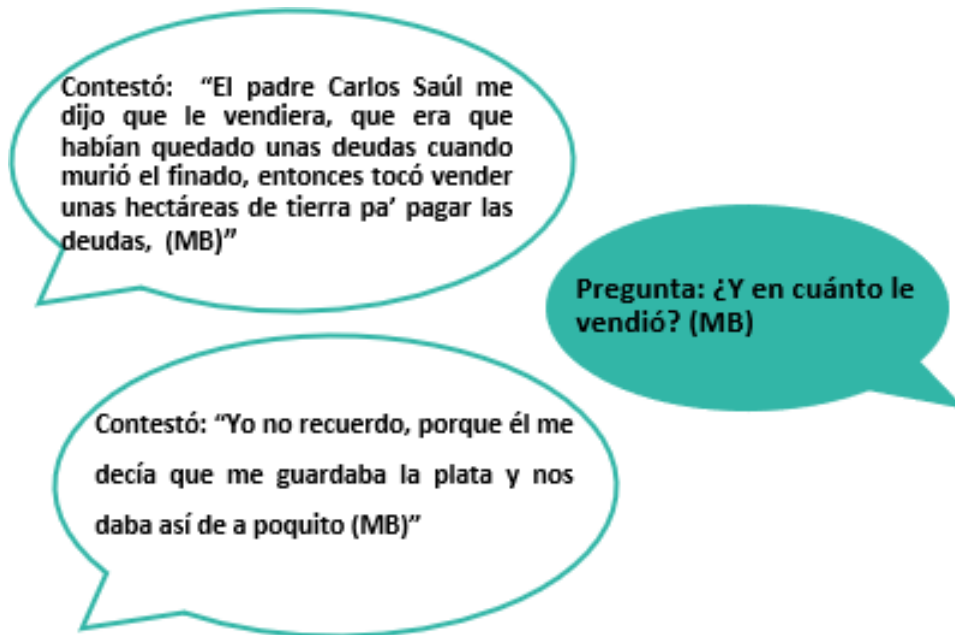 Contestó: “El padre Carlos Saúl me
dijo que le vendiera, que era que
habían quedado unas deudas cuando
murió el finado, entonces tocó vender
unas hectáreas de tierra pa’ pagar las
deudas, (MB)”
Pregunta: ¿Y en cuánto le
vendió? (MB)
Contestó: “Yo no recuerdo, porque él me
decía que me guardaba la plata y nos
daba así de a poquito (MB)”